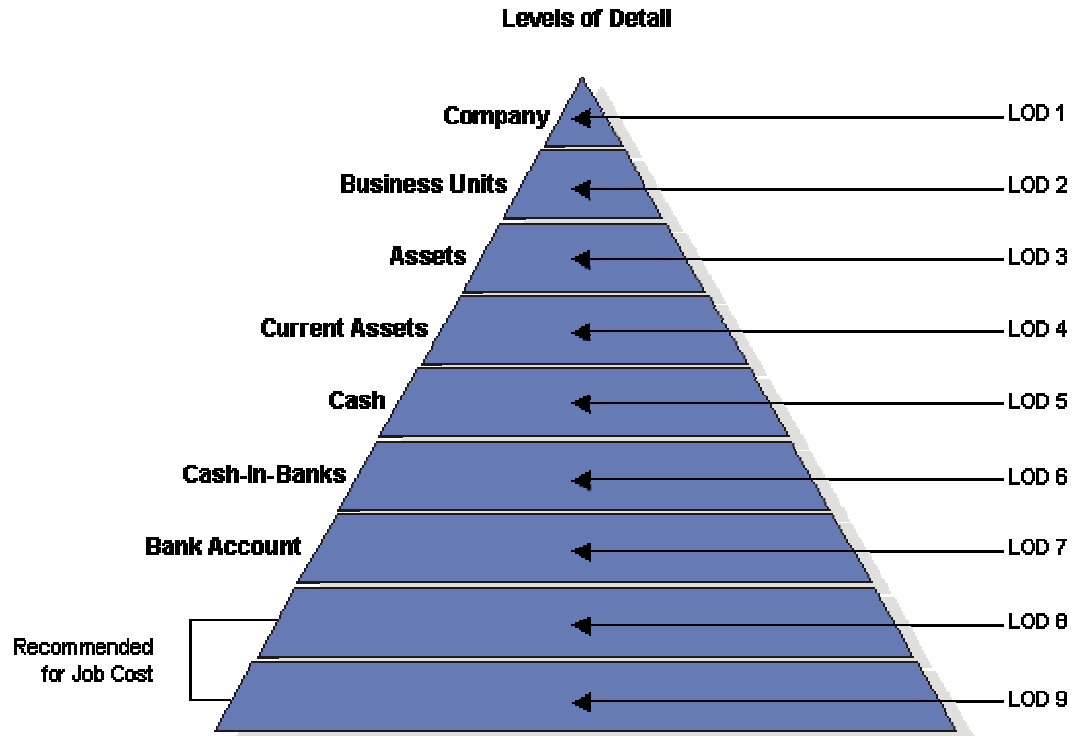 Levels of Detail
Company
LOD 1
Business Units
LOD 2
Assets
LOD 3
Current Assets
LOD 4
Cash
LOD 5
Cash-In-Banks
LOD 6
Bank Account
LOD 7
LOD 8
Recommended
for Job Cost
LOD 9